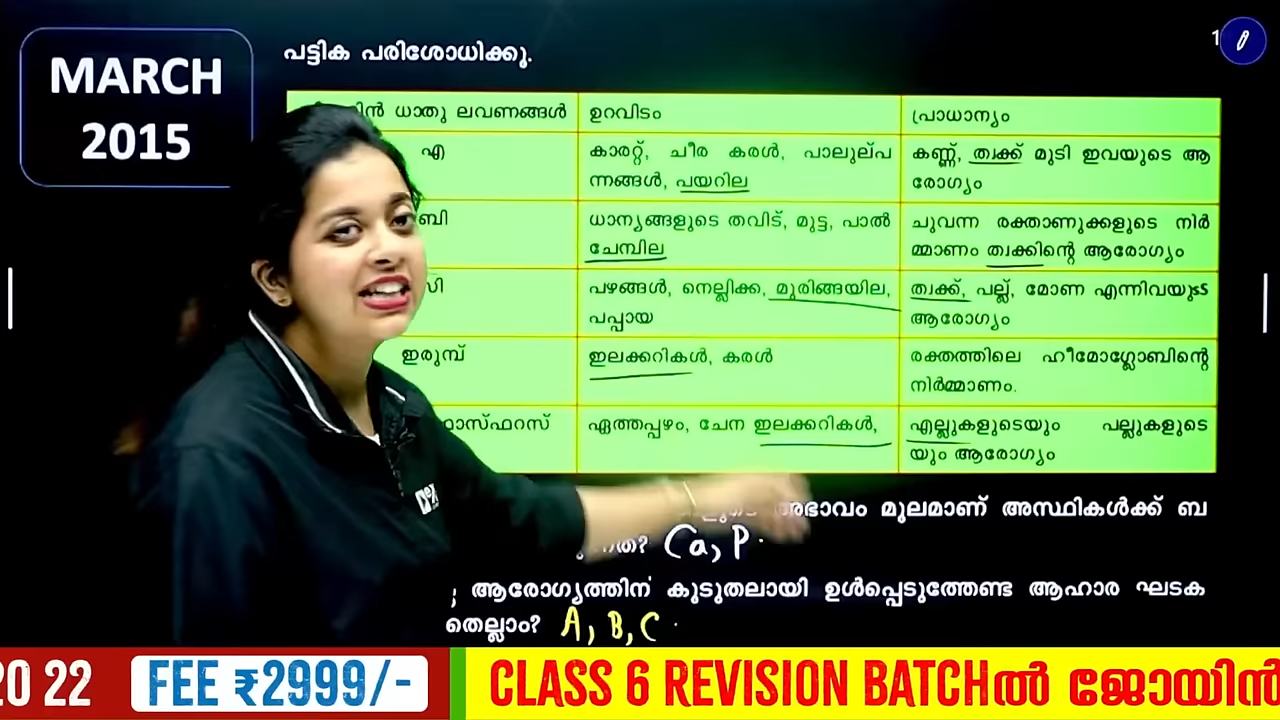 MARCH
2015
പട്ടിക പരിശോധിക്കൂ.
1
ധാതു ലവണങ്ങൾ ഉറവിടം പ്രാധാന്യം
എ കാരറ്റ്, ചീര കരൾ, പാലുല്പ കണ്ണ്, ത്വക്ക് മുടി ഇവയുടെ ആ
ന്നങ്ങൾ, പയറില രോഗ്യം
ബി ധാന്യങ്ങളുടെ തവിട്, മുട്ട, പാൽ ചുവന്ന രക്താണുക്കളുടെ നിർ
ചേമ്പില മ്മാണം ത്വക്കിന്റെ ആരോഗ്യം
സി പഴങ്ങൾ, നെല്ലിക്ക, മുരിങ്ങയില, ത്വക്ക്, പല്ല്, മോണ എന്നിവയുടs
പപ്പായ ആരോഗ്യം
ഇരുമ്പ് ഇലക്കറികൾ, കരൾ രക്തത്തിലെ ഹീമോഗ്ലോബിന്റെ
നിർമ്മാണം.
ഫാസ്ഫറസ് ഏത്തപ്പഴം, ചേന ഇലക്കറികൾ, എല്ലുകളുടെയും പല്ലുകളുടെ
യും ആരോഗ്യം
അഭാവം മൂലമാണ് അസ്ഥികൾക്ക് ബ
Ca, P.
; ആരോഗ്യത്തിന് കൂടുതലായി ഉൾപ്പെടുത്തേണ്ട ആഹാര ഘടക
തെല്ലാം? A, B, C.
20 22 FEE ₹2999/- CLASS 6 REVISION BATCHൽ ജോയിൻ